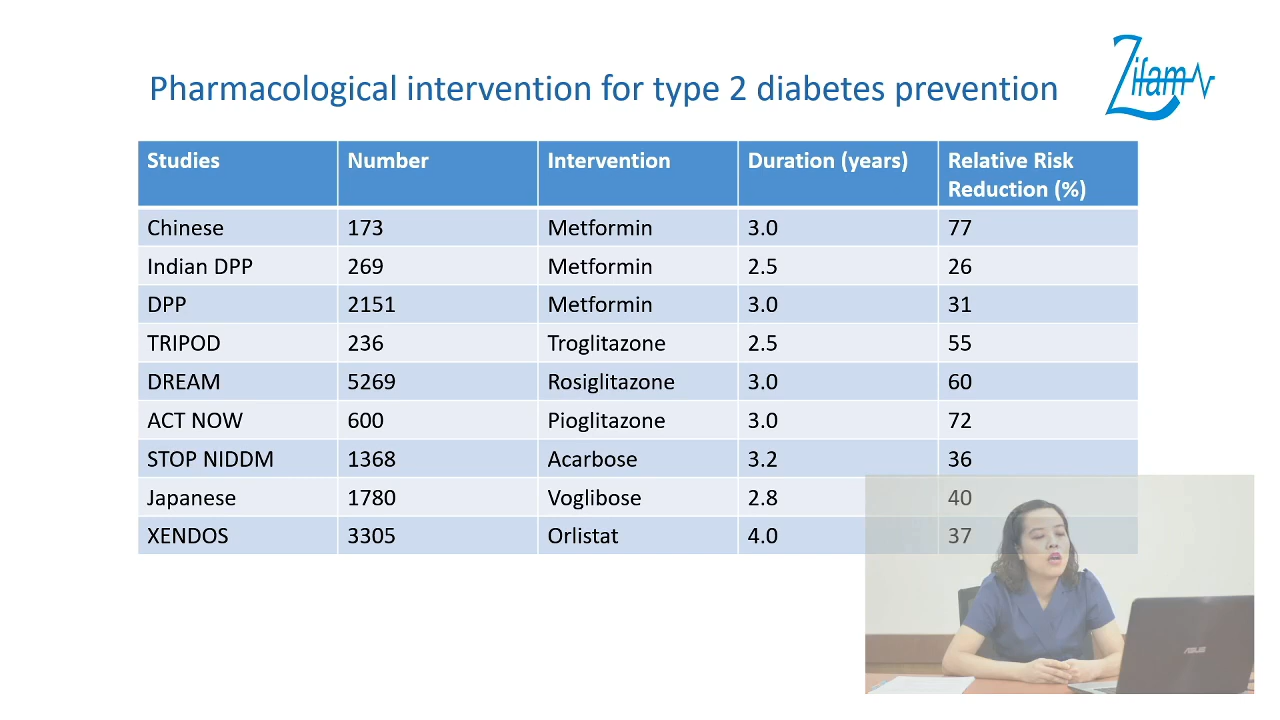 Zifam
Pharmacological intervention for type 2 diabetes prevention
Studies Number Intervention Duration (years) Relative Risk
Reduction (%)
Chinese 173 Metformin 3.0 77
Indian DPP 269 Metformin 2.5 26
DPP 2151 Metformin 3.0 31
TRIPOD 236 Troglitazone 2.5 55
DREAM 5269 Rosiglitazone 3.0 60
ACT NOW 600 Pioglitazone 3.0 72
STOP NIDDM 1368 Acarbose 3.2 36
Japanese 1780 Voglibose 2.8 40
XENDOS 3305 Orlistat 4.0 37
ASUS